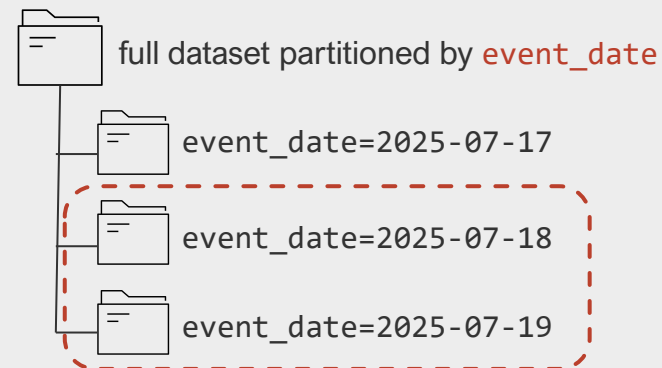 full dataset partitioned by event_date
event_date=2025-07-17
event_date=2025-07-18
event_date=2025-07-19